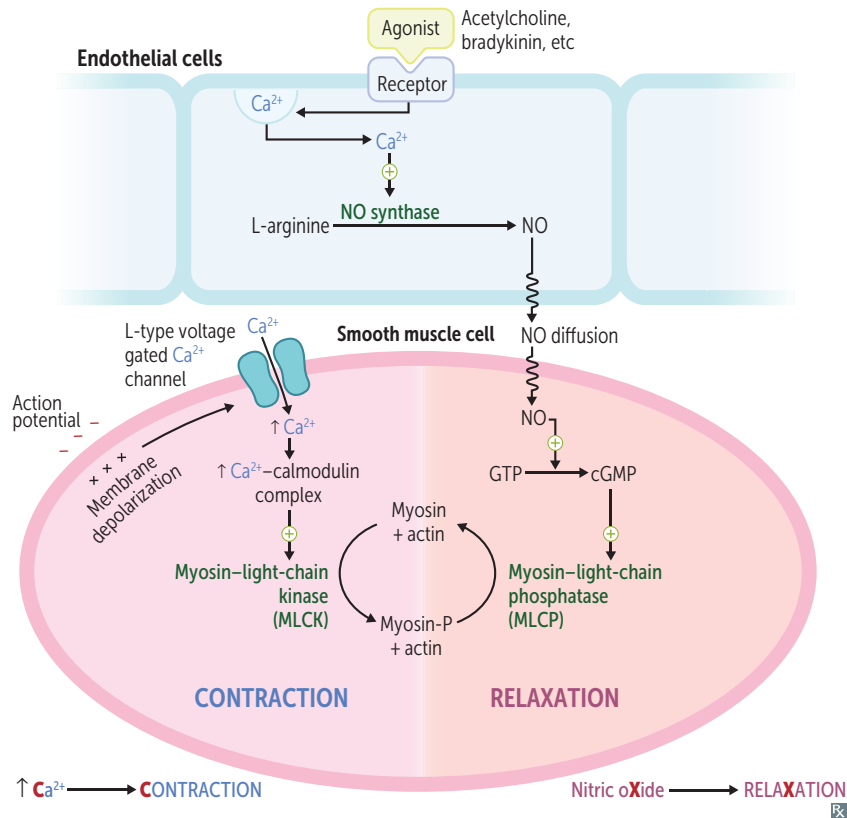 Agonist
Acetylcholine,
bradykinin, etc
Endothelial cells
Receptor
Ca²⁺
Ca²⁺
+
NO synthase
L-arginine
NO
L-type voltage
gated Ca²⁺
channel
Ca²⁺
Smooth muscle cell
NO diffusion
Action
potential
– – –
+ + +
Membrane
depolarization
↑ Ca²⁺
↑ Ca²⁺–calmodulin
complex
+
NO
+
GTP
cGMP
+
Myosin
+ actin
Myosin–light–chain
kinase
(MLCK)
Myosin–light–chain
phosphatase
(MLCP)
Myosin-P
+ actin
CONTRACTION
RELAXATION
↑ Ca²⁺
CONTRACTION
Nitric oXide
RELAXATION
Rx